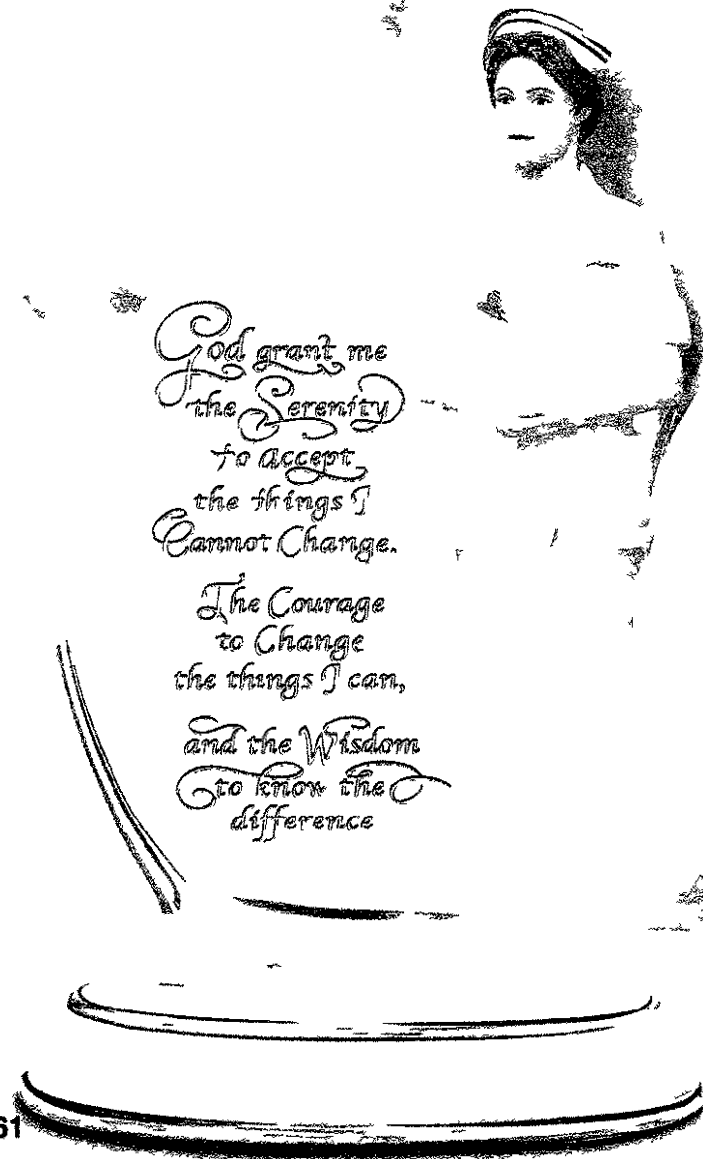 God grant me
the Serenity
to accept
the things I
Cannot Change.
The Courage
to Change
the things I can,
and the Wisdom
to know the
difference
61